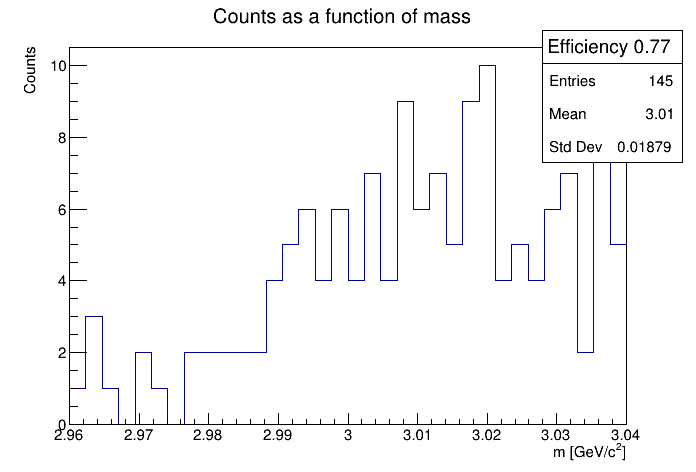 Counts as a function of mass
Efficiency 0.77
Entries 145
Mean 3.01
Std Dev 0.01879
Counts
10
8
6
4
2
0
2.96 2.97 2.98 2.99 3 3.01 3.02 3.03 3.04
m [GeV/c²]